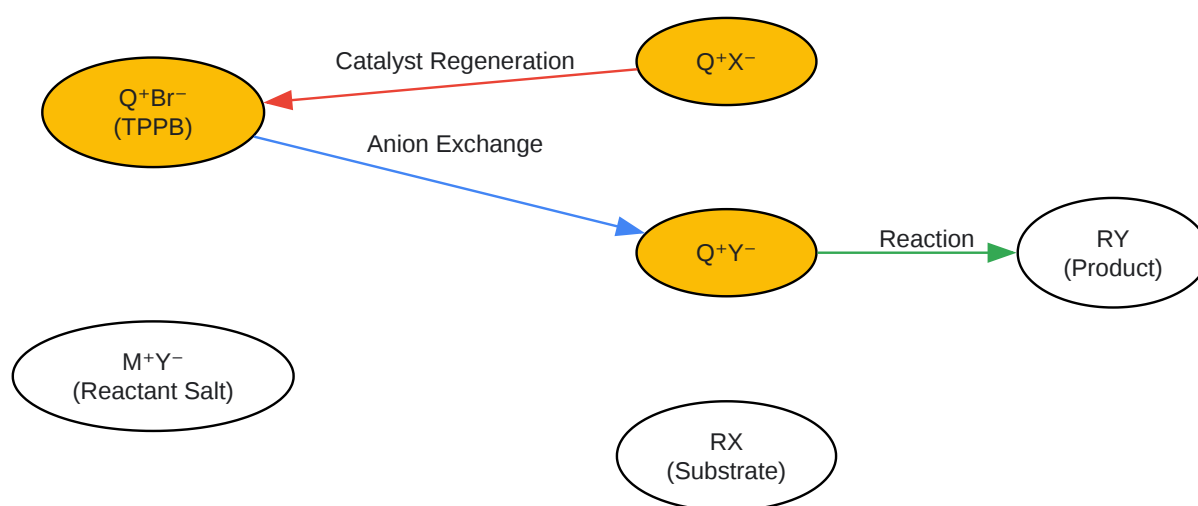 Q⁺X⁻
Catalyst Regeneration
Q⁺Br⁻
(TPPB)
Anion Exchange
Q⁺Y⁻
Reaction
RY
(Product)
M⁺Y⁻
(Reactant Salt)
RX
(Substrate)